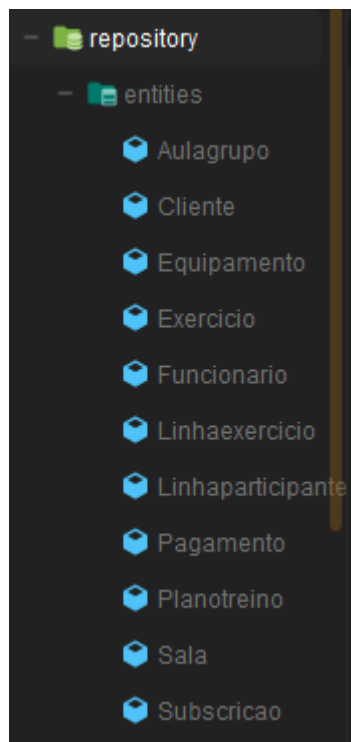 repository
entities
Aulagrupo
Cliente
Equipamento
Exercicio
Funcionario
Linhaexercicio
Linhaparticipante
Pagamento
Planotreino
Sala
Subscricao